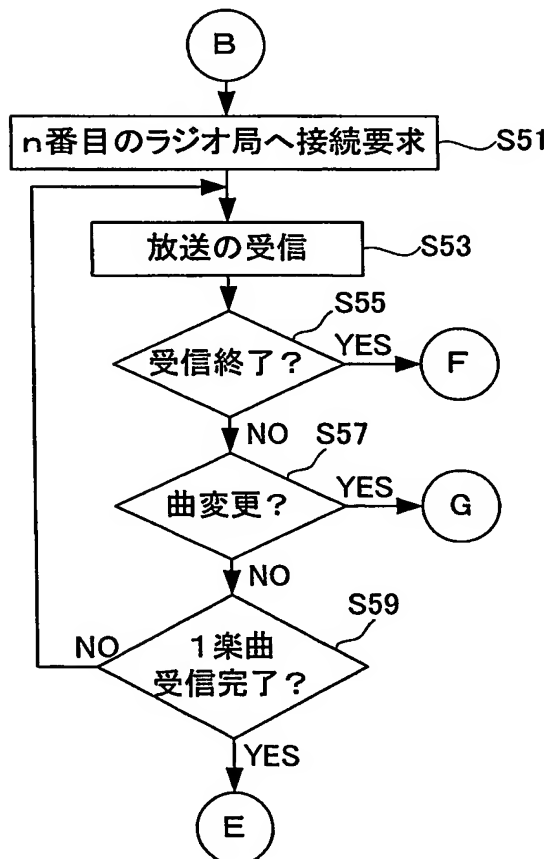 B
n番目のラジオ局へ接続要求
S51
放送の受信
S53
S55
受信終了?
YES
F
NO
S57
曲変更?
YES
G
NO
S59
NO
1楽曲
受信完了?
YES
E